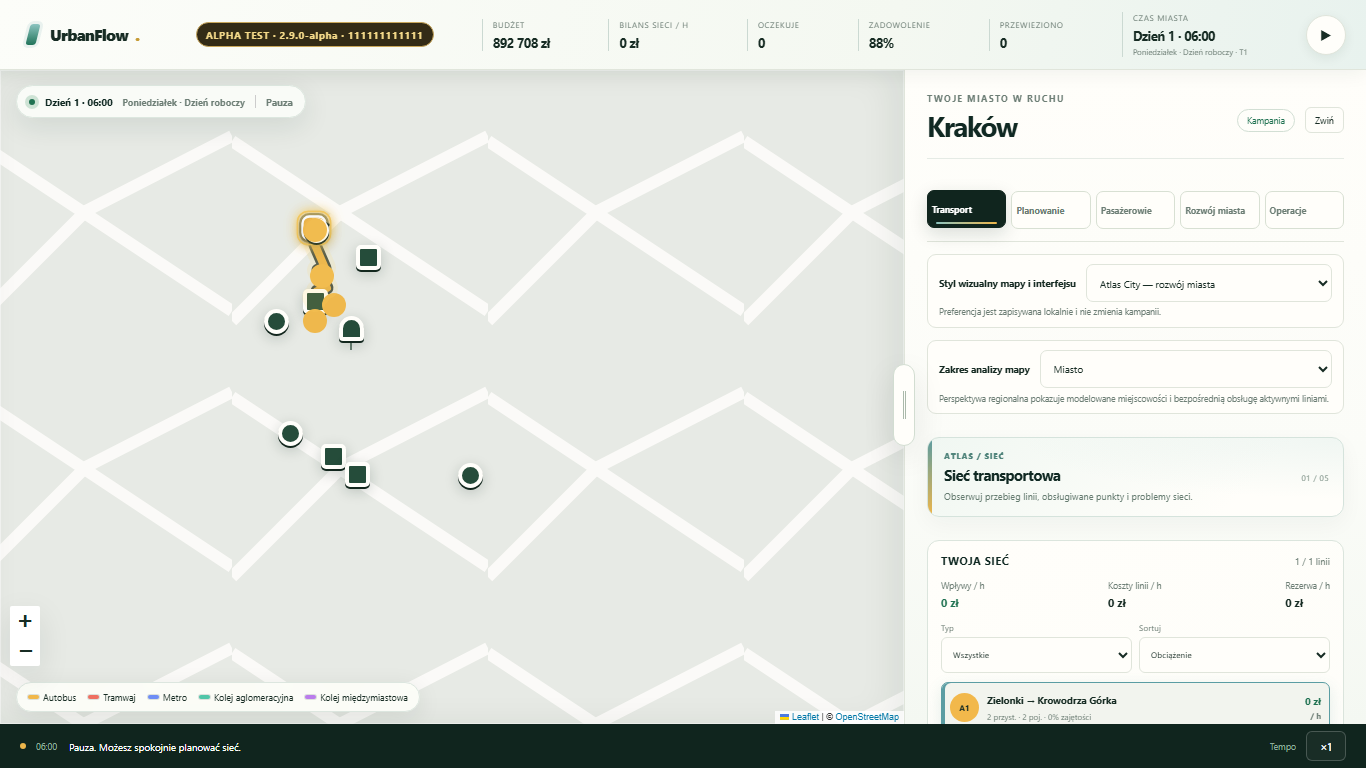 UrbanFlow .
ALPHA TEST · 2.9.0-alpha · 111111111111
BUDŻET
892 708 zł
BILANS SIECI / H
0 zł
OCZEKUJE
0
ZADOWOLENIE
88%
PRZEWIEZIONO
0
CZAS MIASTA
Dzień 1 · 06:00
Poniedziałek · Dzień roboczy · T1
Dzień 1 · 06:00 Poniedziałek · Dzień roboczy Pauza
TWOJE MIASTO W RUCHU
Kraków
Kampania
Zwiń
Transport
Planowanie
Pasażerowie
Rozwój miasta
Operacje
Styl wizualny mapy i interfejsu
Atlas City — rozwój miasta
Preferencja jest zapisywana lokalnie i nie zmienia kampanii.
Zakres analizy mapy
Miasto
Perspektywa regionalna pokazuje modelowane miejscowości i bezpośrednią obsługę aktywnymi liniami.
ATLAS / SIEĆ
Sieć transportowa
01 / 05
Obserwuj przebieg linii, obsługiwane punkty i problemy sieci.
TWOJA SIEĆ
1 / 1 linii
Wpływy / h
0 zł
Koszty linii / h
0 zł
Rezerwa / h
0 zł
Typ
Wszystkie
Sortuj
Obciążenie
A1
Zielonki → Krowodrza Górka
2 przyst. · 2 poj. · 0% zajętości
0 zł
/ h
+
−
Autobus
Tramwaj
Metro
Kolej aglomeracyjna
Kolej międzymiastowa
Leaflet | © OpenStreetMap
06:00 Pauza. Możesz spokojnie planować sieć.
Tempo
×1